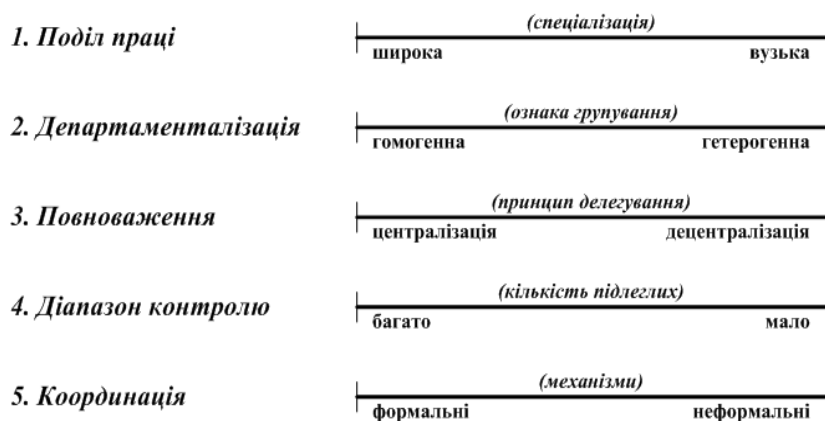 1. Поділ праці
(спеціалізація)
широка вузька
2. Департаменталізація
(ознака групування)
гомогенна гетерогенна
3. Повноваження
(принцип делегування)
централізація децентралізація
4. Діапазон контролю
(кількість підлеглих)
багато мало
5. Координація
(механізми)
формальні неформальні